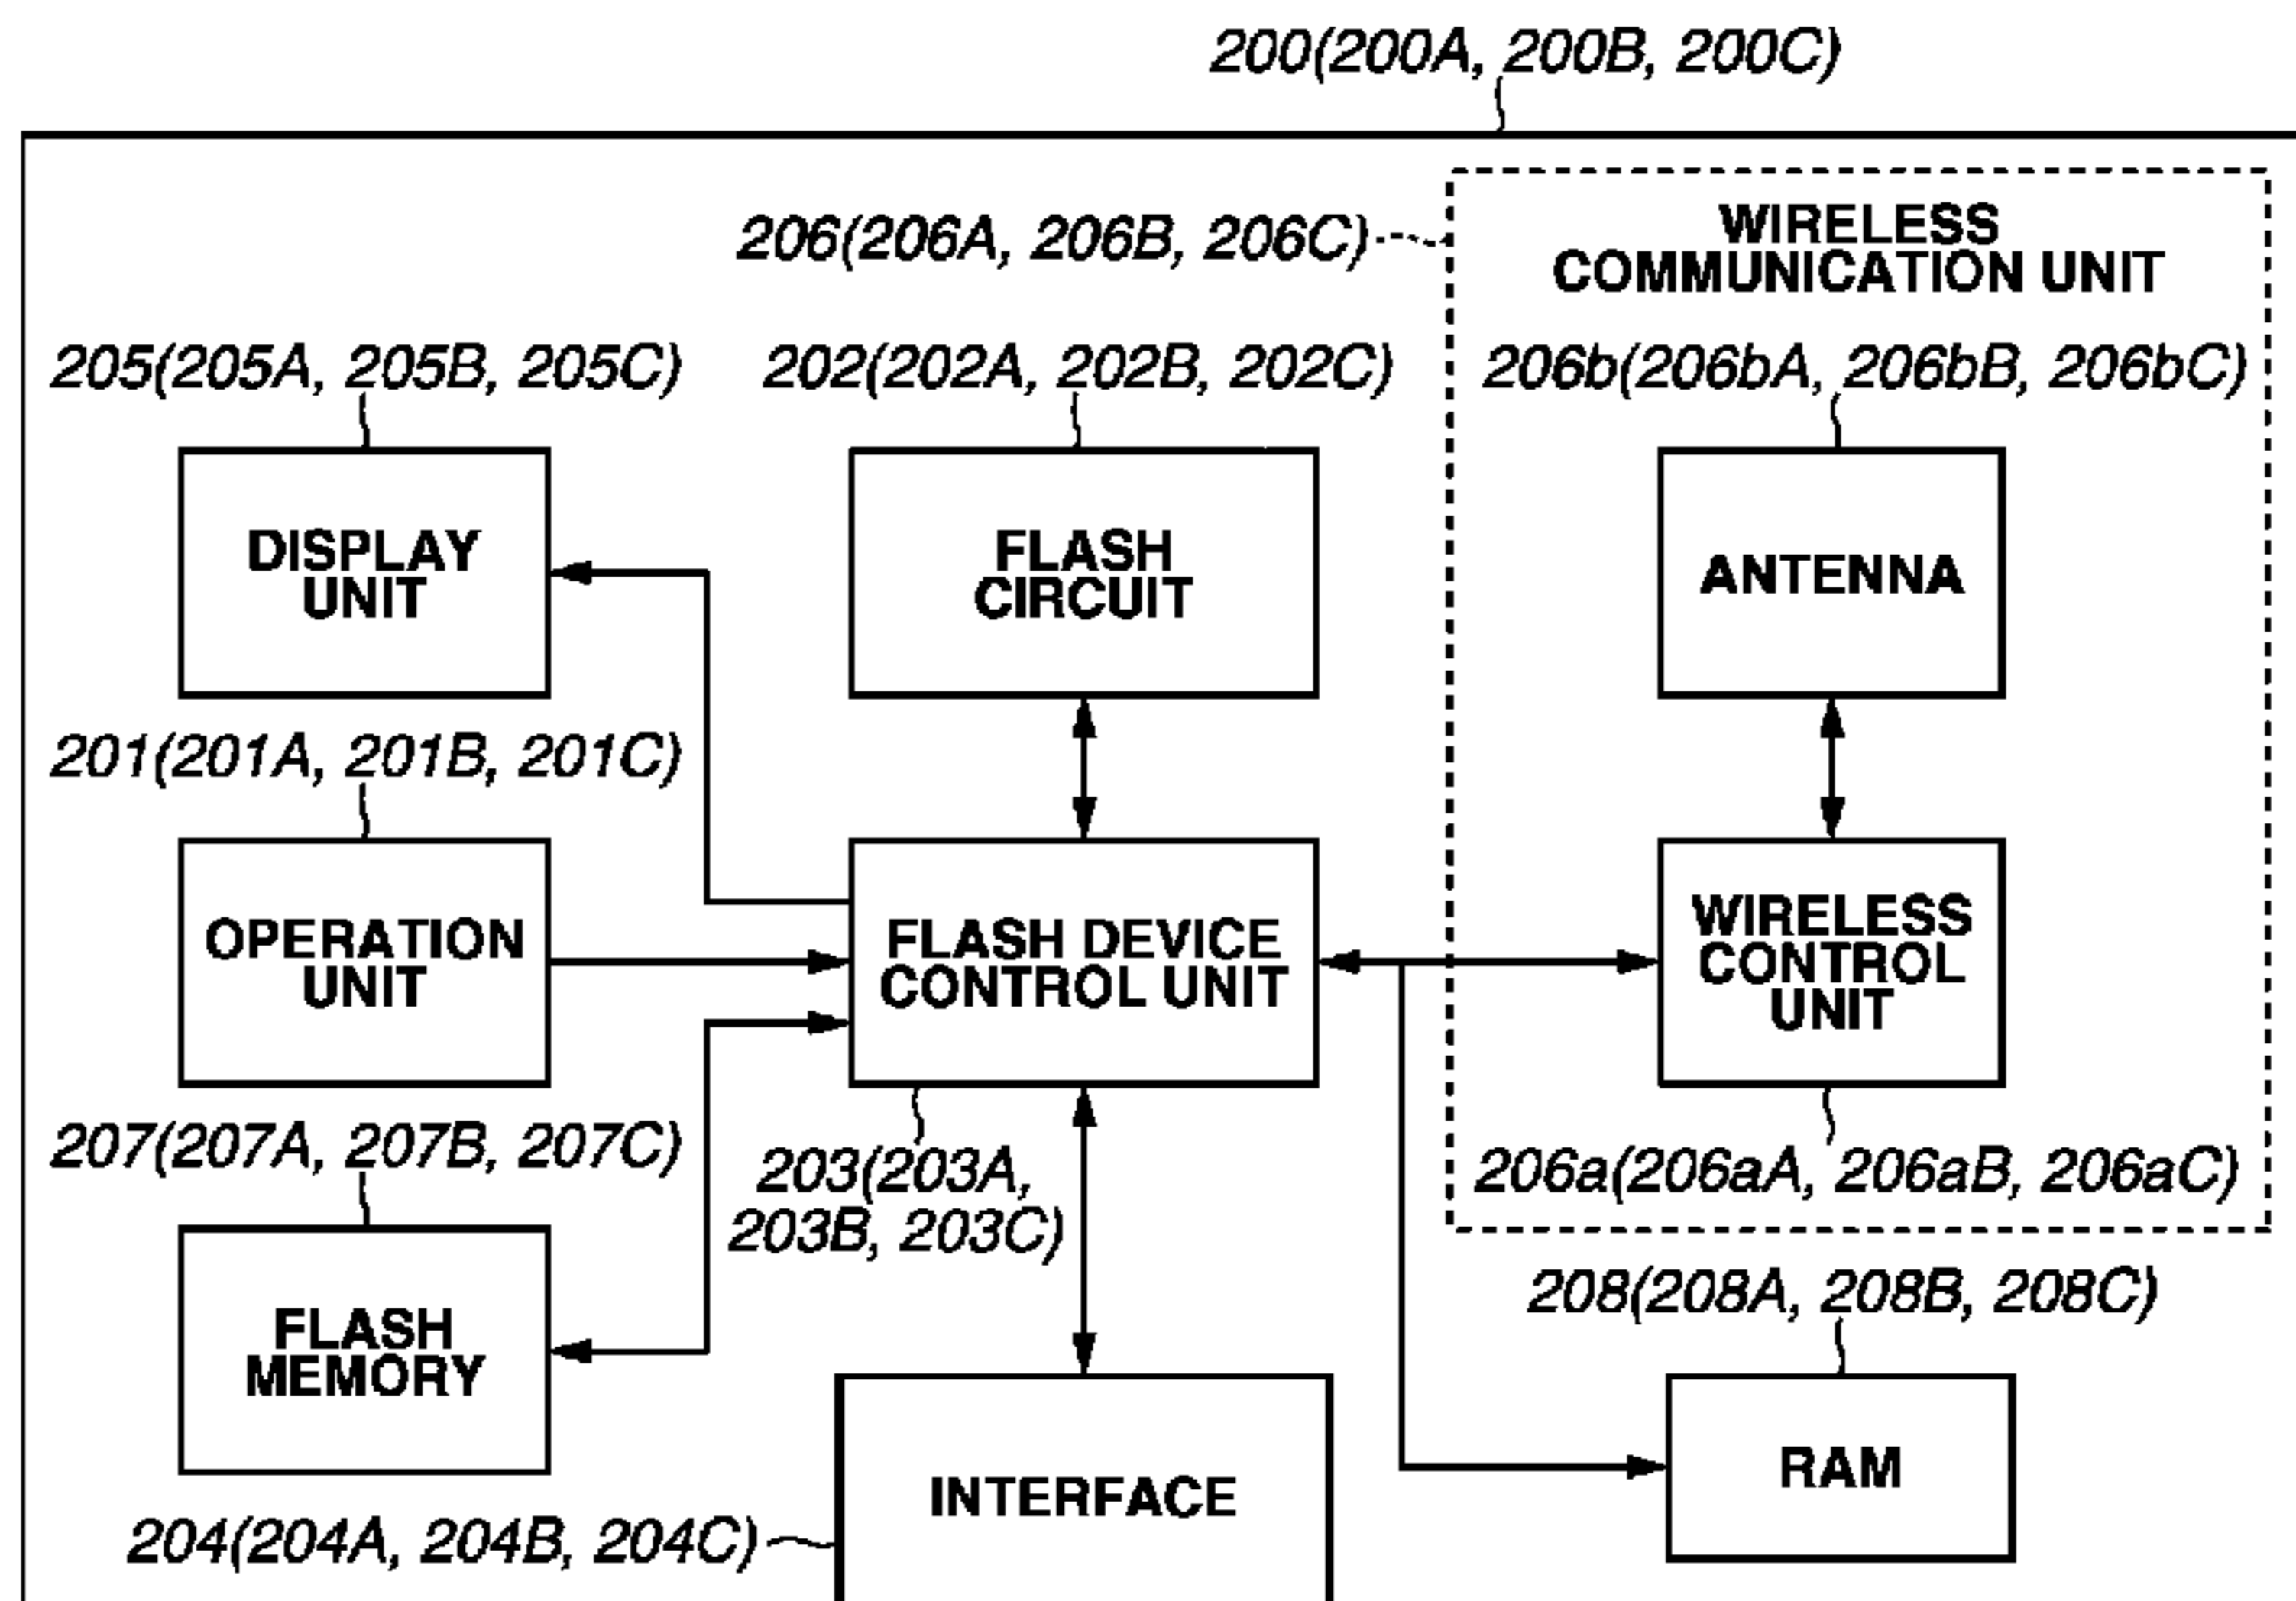 200(200A, 200B, 200C)
206(206A, 206B, 206C)
WIRELESS
COMMUNICATION UNIT
205(205A, 205B, 205C)
202(202A, 202B, 202C)
206b(206bA, 206bB, 206bC)
DISPLAY
UNIT
FLASH
CIRCUIT
ANTENNA
201(201A, 201B, 201C)
OPERATION
UNIT
FLASH DEVICE
CONTROL UNIT
WIRELESS
CONTROL
UNIT
207(207A, 207B, 207C)
203(203A,
203B, 203C)
206a(206aA, 206aB, 206aC)
208(208A, 208B, 208C)
FLASH
MEMORY
INTERFACE
RAM
204(204A, 204B, 204C)